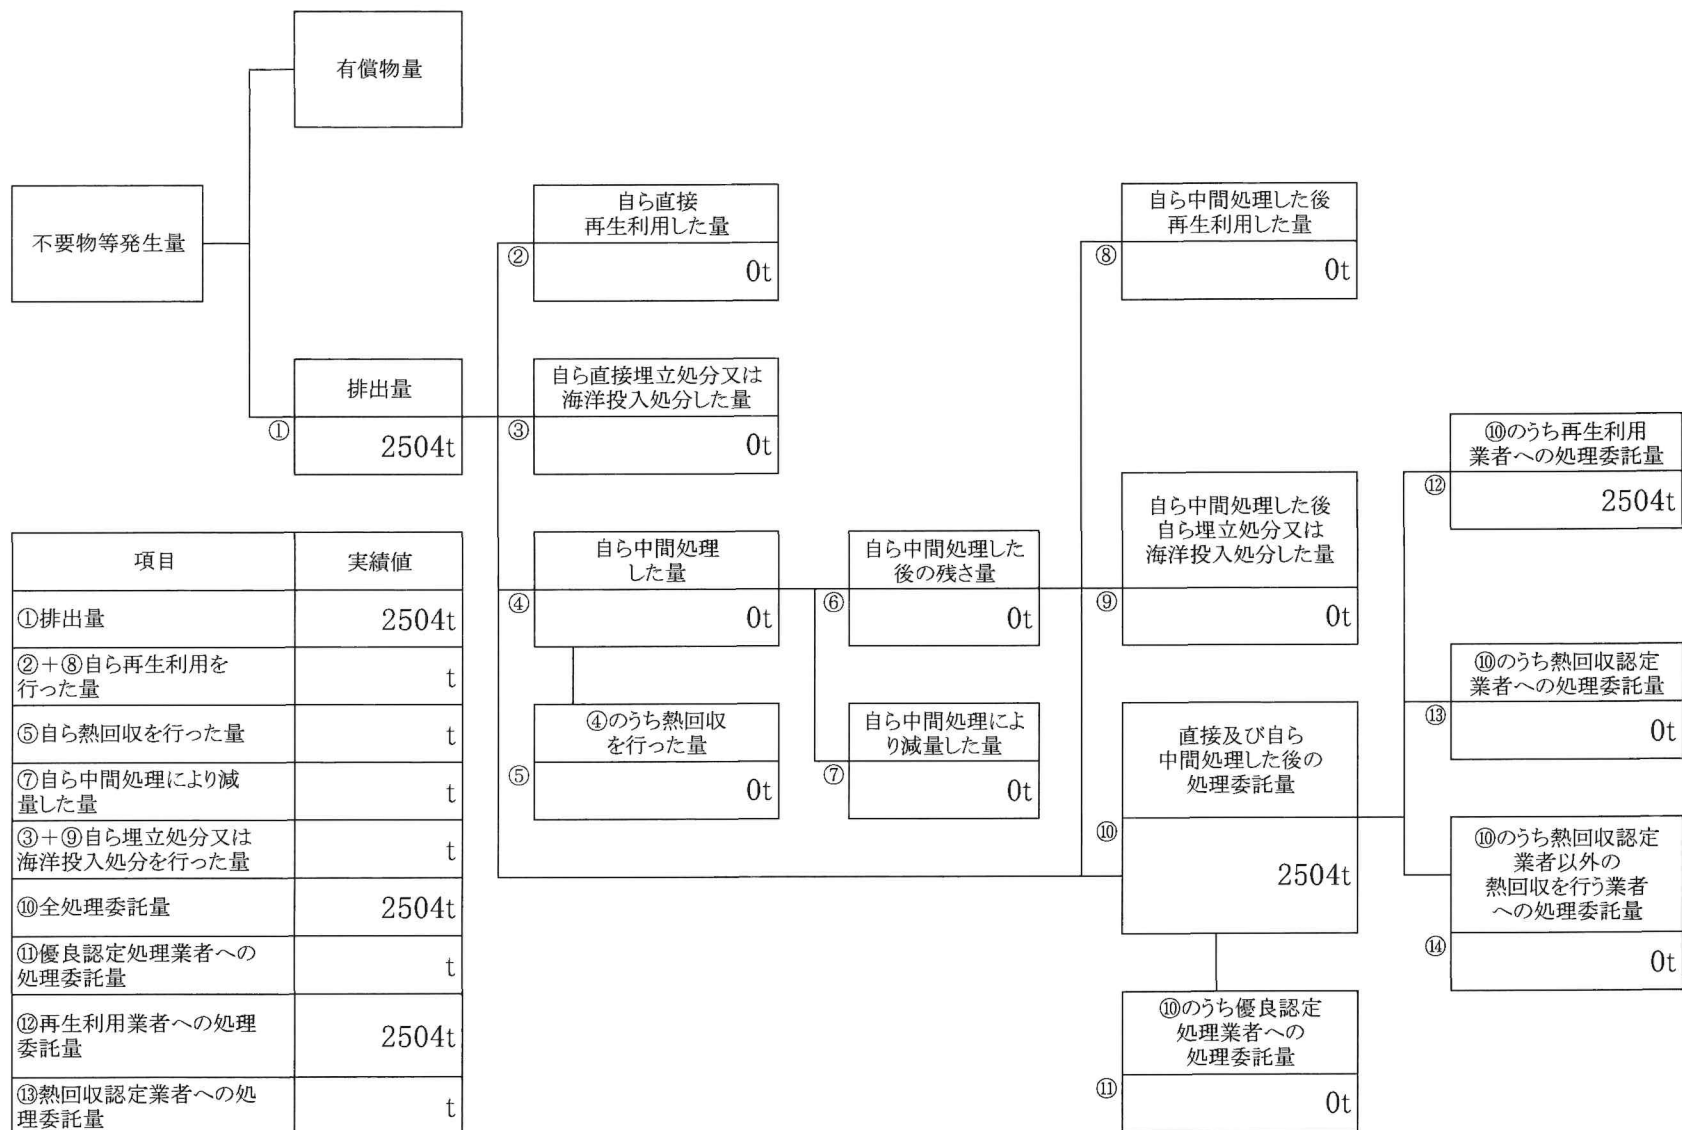 有償物量
不要物等発生量
排出量
①
2504t
自ら直接
再生利用した量
②
0t
自ら直接埋立処分又は
海洋投入処分した量
③
0t
自ら中間処理
した量
④
0t
④のうち熱回収
を行った量
⑤
0t
自ら中間処理した
後の残さ量
⑥
0t
自ら中間処理によ
り減量した量
⑦
0t
自ら中間処理した後
再生利用した量
⑧
0t
自ら中間処理した後
自ら埋立処分又は
海洋投入処分した量
⑨
0t
直接及び自ら
中間処理した後の
処理委託量
⑩
2504t
⑩のうち優良認定
処理業者への
処理委託量
⑪
0t
⑩のうち再生利用
業者への処理委託量
⑫
2504t
⑩のうち熱回収認定
業者への処理委託量
⑬
0t
⑩のうち熱回収認定
業者以外の
熱回収を行う業者
への処理委託量
⑭
0t
項目 実績値
①排出量 2504t
②+⑧自ら再生利用を
行った量 t
⑤自ら熱回収を行った量 t
⑦自ら中間処理により減
量した量 t
③+⑨自ら埋立処分又は
海洋投入処分を行った量 t
⑩全処理委託量 2504t
⑪優良認定処理業者への
処理委託量 t
⑫再生利用業者への処理
委託量 2504t
⑬熱回収認定業者への処
理委託量 t